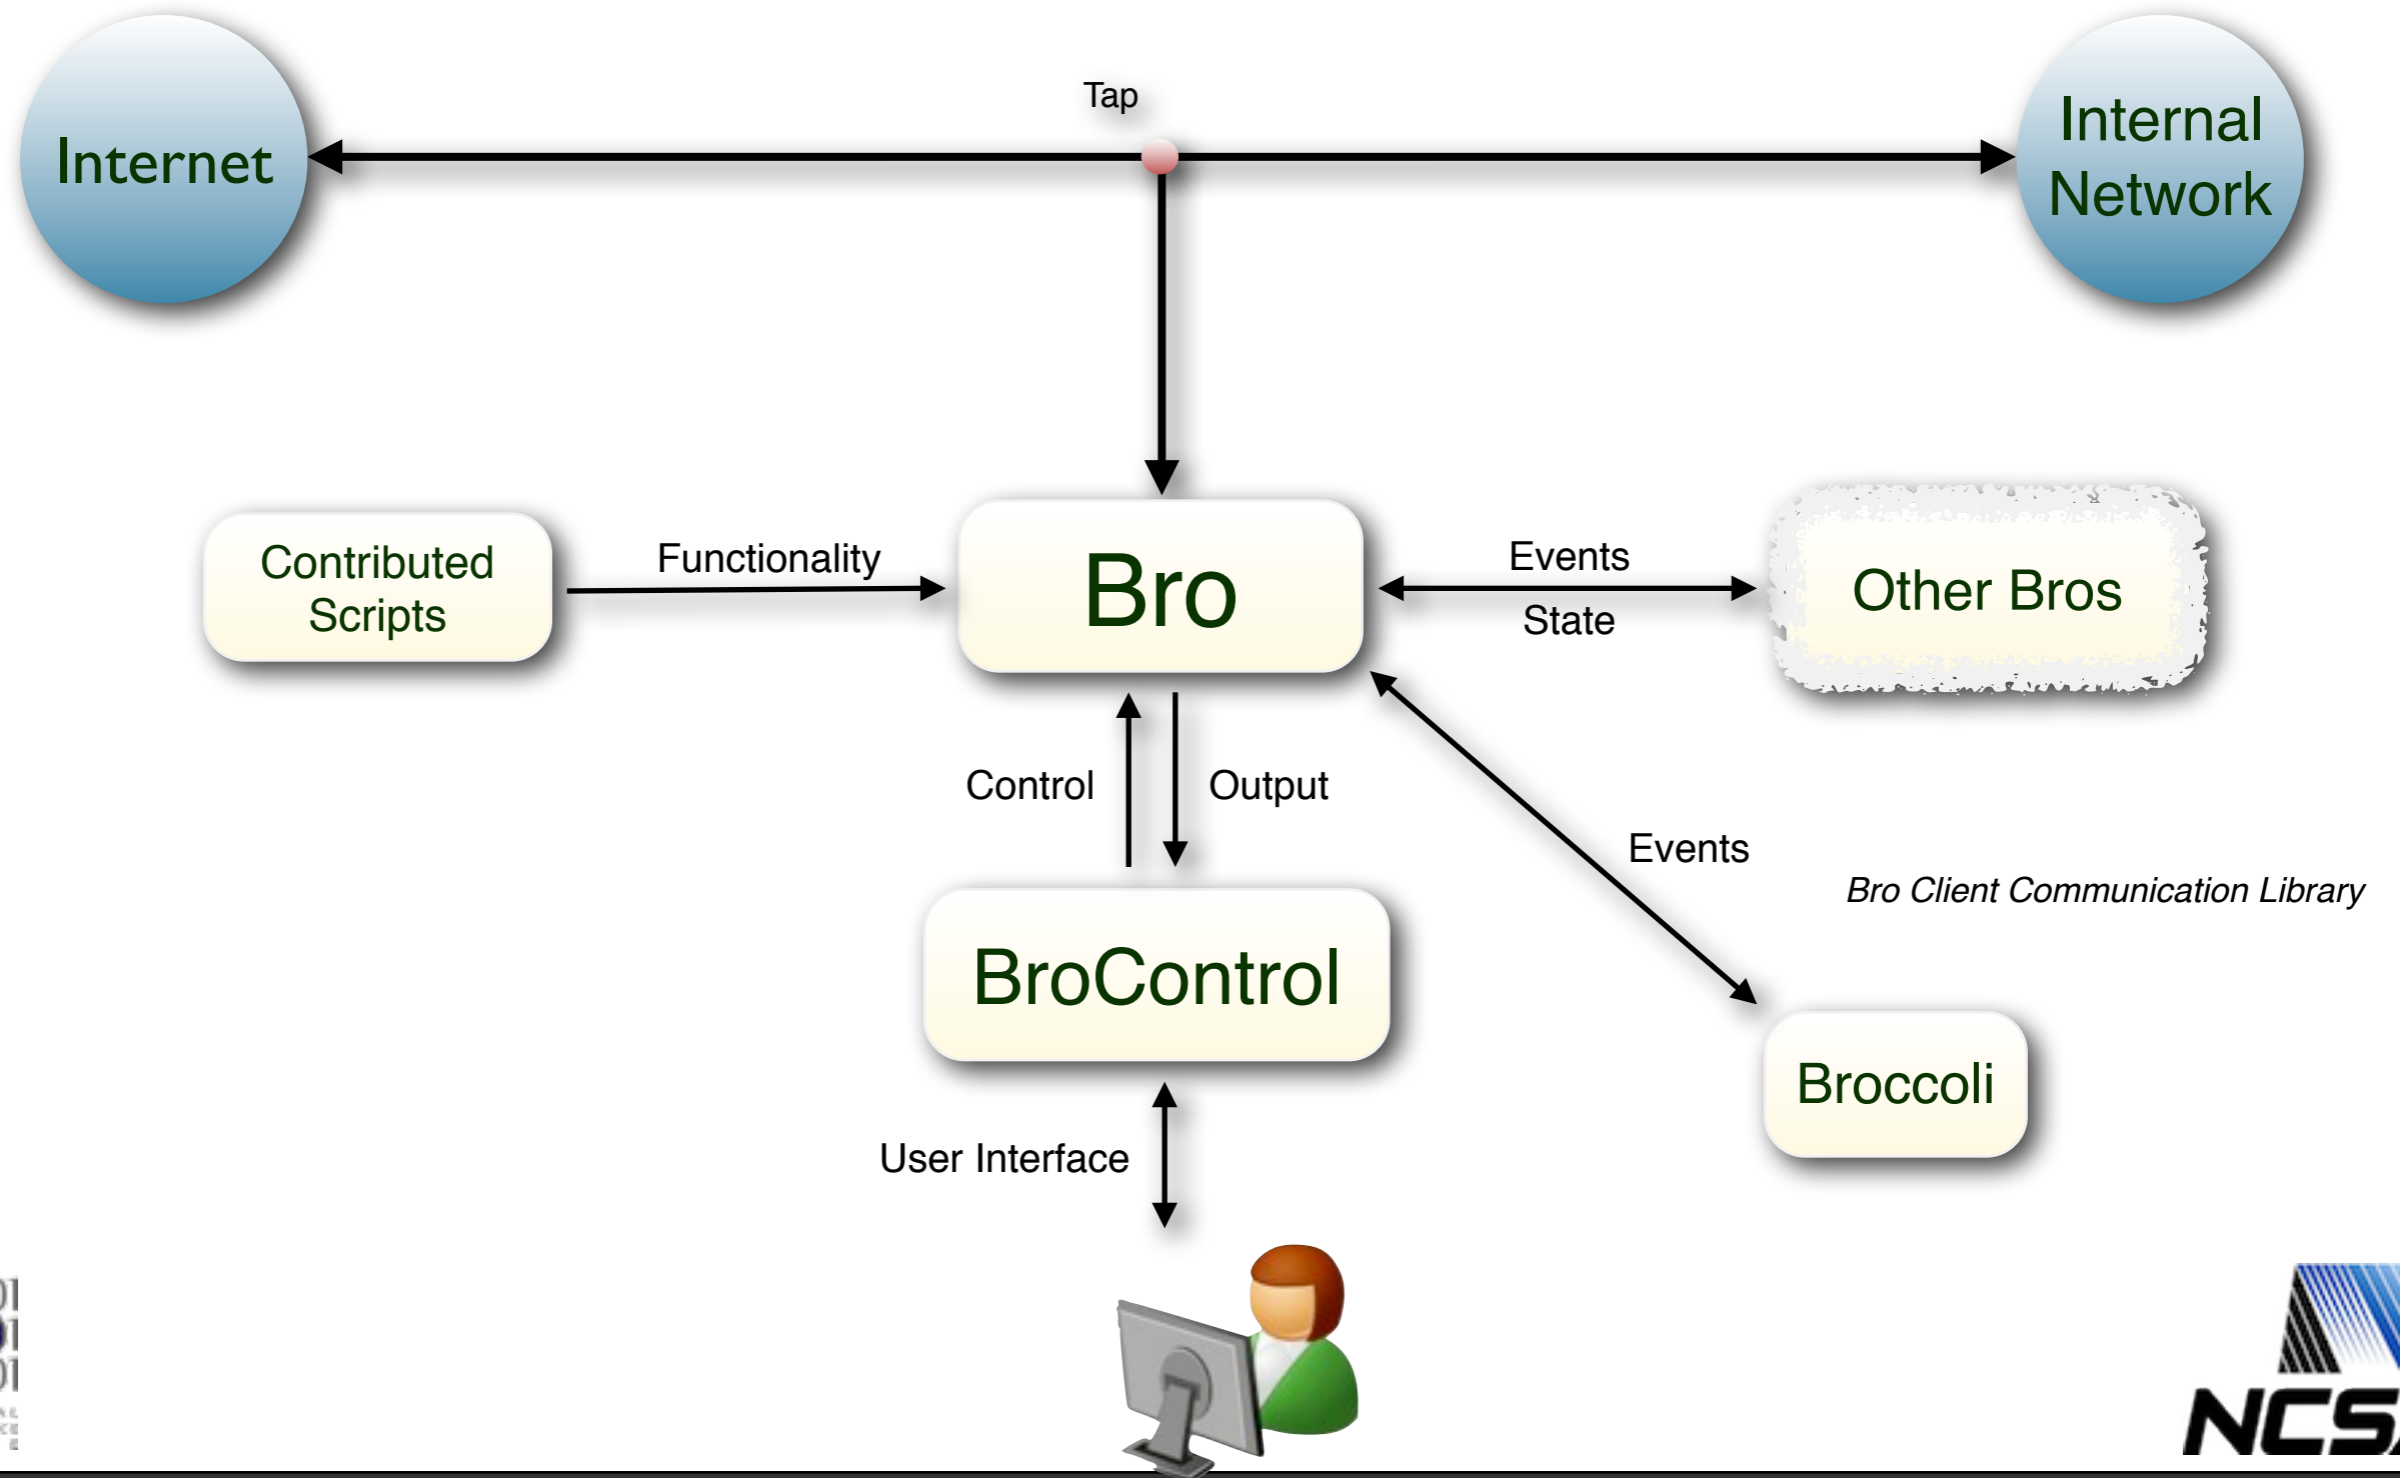 Tap
Internet
Internal
Network
Contributed
Scripts
Functionality
Bro
Events
State
Other Bros
Control
Output
Events
Bro Client Communication Library
BroControl
Broccoli
User Interface